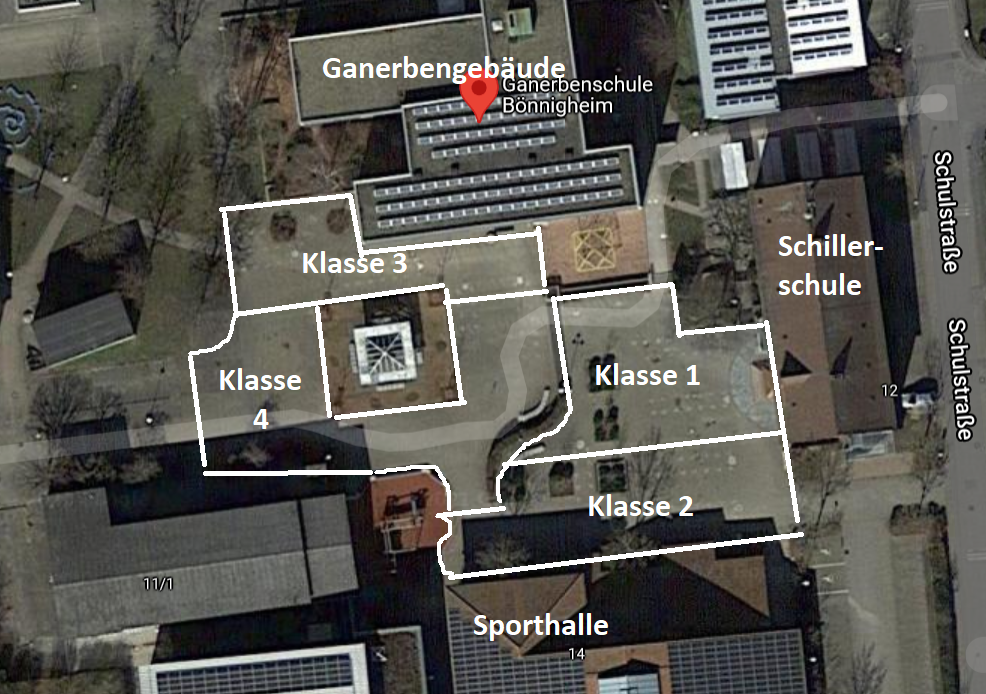 Ganerbengebäude
Ganerbenschule
Bönnigheim
Schulstraße
Schiller-
schule
Klasse 3
Schulstraße
Klasse
4
Klasse 1
12
Klasse 2
11/1
Sporthalle
14